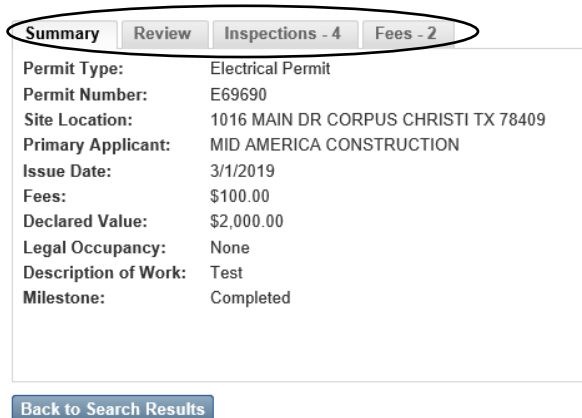 Summary Review Inspections - 4 Fees - 2
Permit Type: Electrical Permit
Permit Number: E69690
Site Location: 1016 MAIN DR CORPUS CHRISTI TX 78409
Primary Applicant: MID AMERICA CONSTRUCTION
Issue Date: 3/1/2019
Fees: $100.00
Declared Value: $2,000.00
Legal Occupancy: None
Description of Work: Test
Milestone: Completed
Back to Search Results